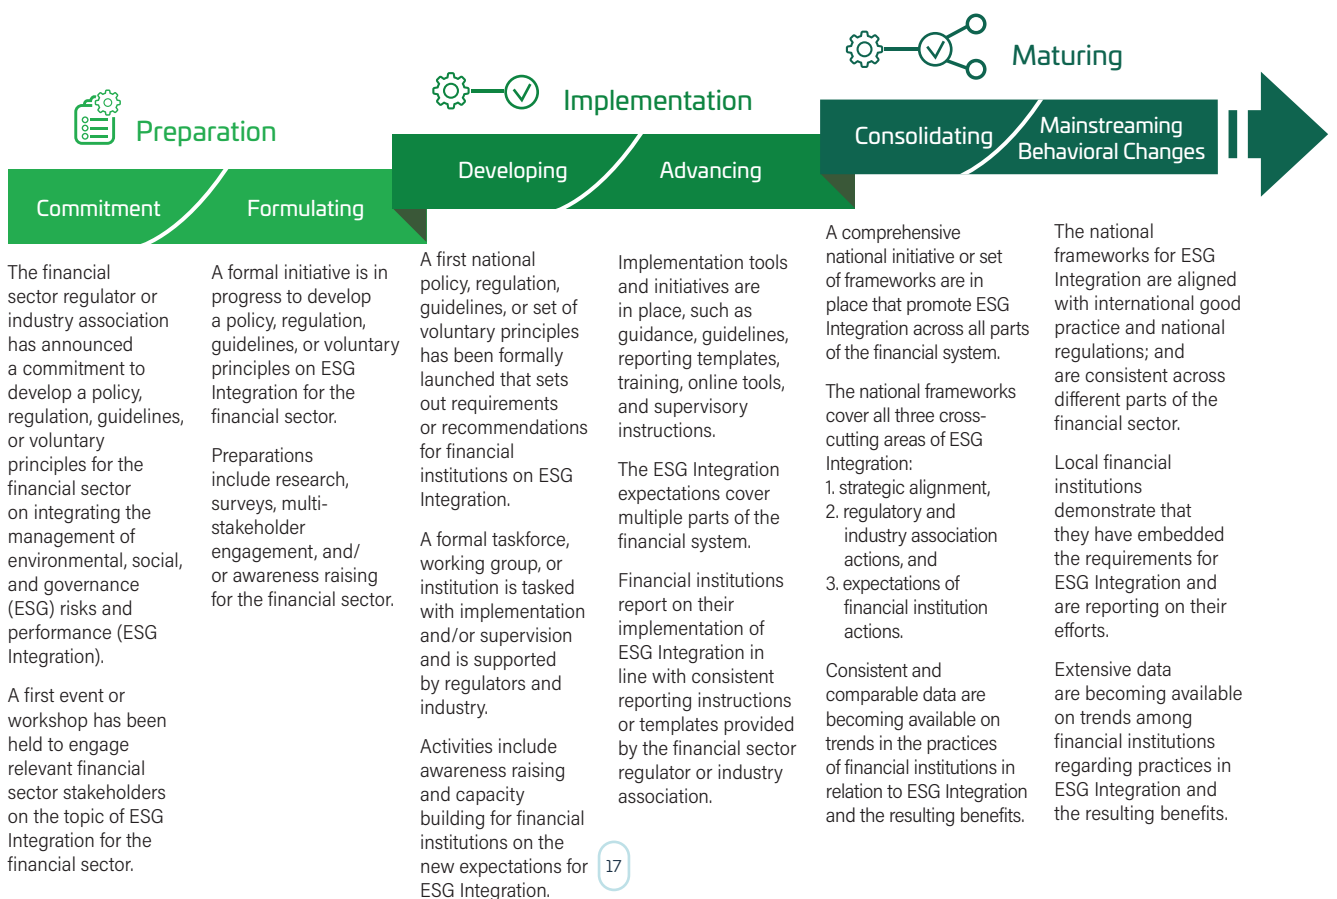 Preparation
Commitment
Formulating
The financial
sector regulator or
industry association
has announced
a commitment to
develop a policy,
regulation, guidelines,
or voluntary
principles for the
financial sector
on integrating the
management of
environmental, social,
and governance
(ESG) risks and
performance (ESG
Integration).
A first event or
workshop has been
held to engage
relevant financial
sector stakeholders
on the topic of ESG
Integration for the
financial sector.
A formal initiative is in
progress to develop
a policy, regulation,
guidelines, or voluntary
principles on ESG
Integration for the
financial sector.
Preparations
include research,
surveys, multi-
stakeholder
engagement, and/
or awareness raising
for the financial sector.
Implementation
Developing
Advancing
A first national
policy, regulation,
guidelines, or set of
voluntary principles
has been formally
launched that sets
out requirements
or recommendations
for financial
institutions on ESG
Integration.
A formal taskforce,
working group, or
institution is tasked
with implementation
and/or supervision
and is supported
by regulators and
industry.
Activities include
awareness raising
and capacity
building for financial
institutions on the
new expectations for
ESG Integration.
Implementation tools
and initiatives are
in place, such as
guidance, guidelines,
reporting templates,
training, online tools,
and supervisory
instructions.
The ESG Integration
expectations cover
multiple parts of the
financial system.
Financial institutions
report on their
implementation of
ESG Integration in
line with consistent
reporting instructions
or templates provided
by the financial sector
regulator or industry
association.
Maturing
Consolidating
Mainstreaming
Behavioral Changes
A comprehensive
national initiative or set
of frameworks are in
place that promote ESG
Integration across all parts
of the financial system.
The national frameworks
cover all three cross-
cutting areas of ESG
Integration:
1. strategic alignment,
2. regulatory and
industry association
actions, and
3. expectations of
financial institution
actions.
Consistent and
comparable data are
becoming available on
trends in the practices
of financial institutions in
relation to ESG Integration
and the resulting benefits.
The national
frameworks for ESG
Integration are aligned
with international good
practice and national
regulations; and
are consistent across
different parts of the
financial sector.
Local financial
institutions
demonstrate that
they have embedded
the requirements for
ESG Integration and
are reporting on their
efforts.
Extensive data
are becoming available
on trends among
financial institutions
regarding practices in
ESG Integration and
the resulting benefits.
17